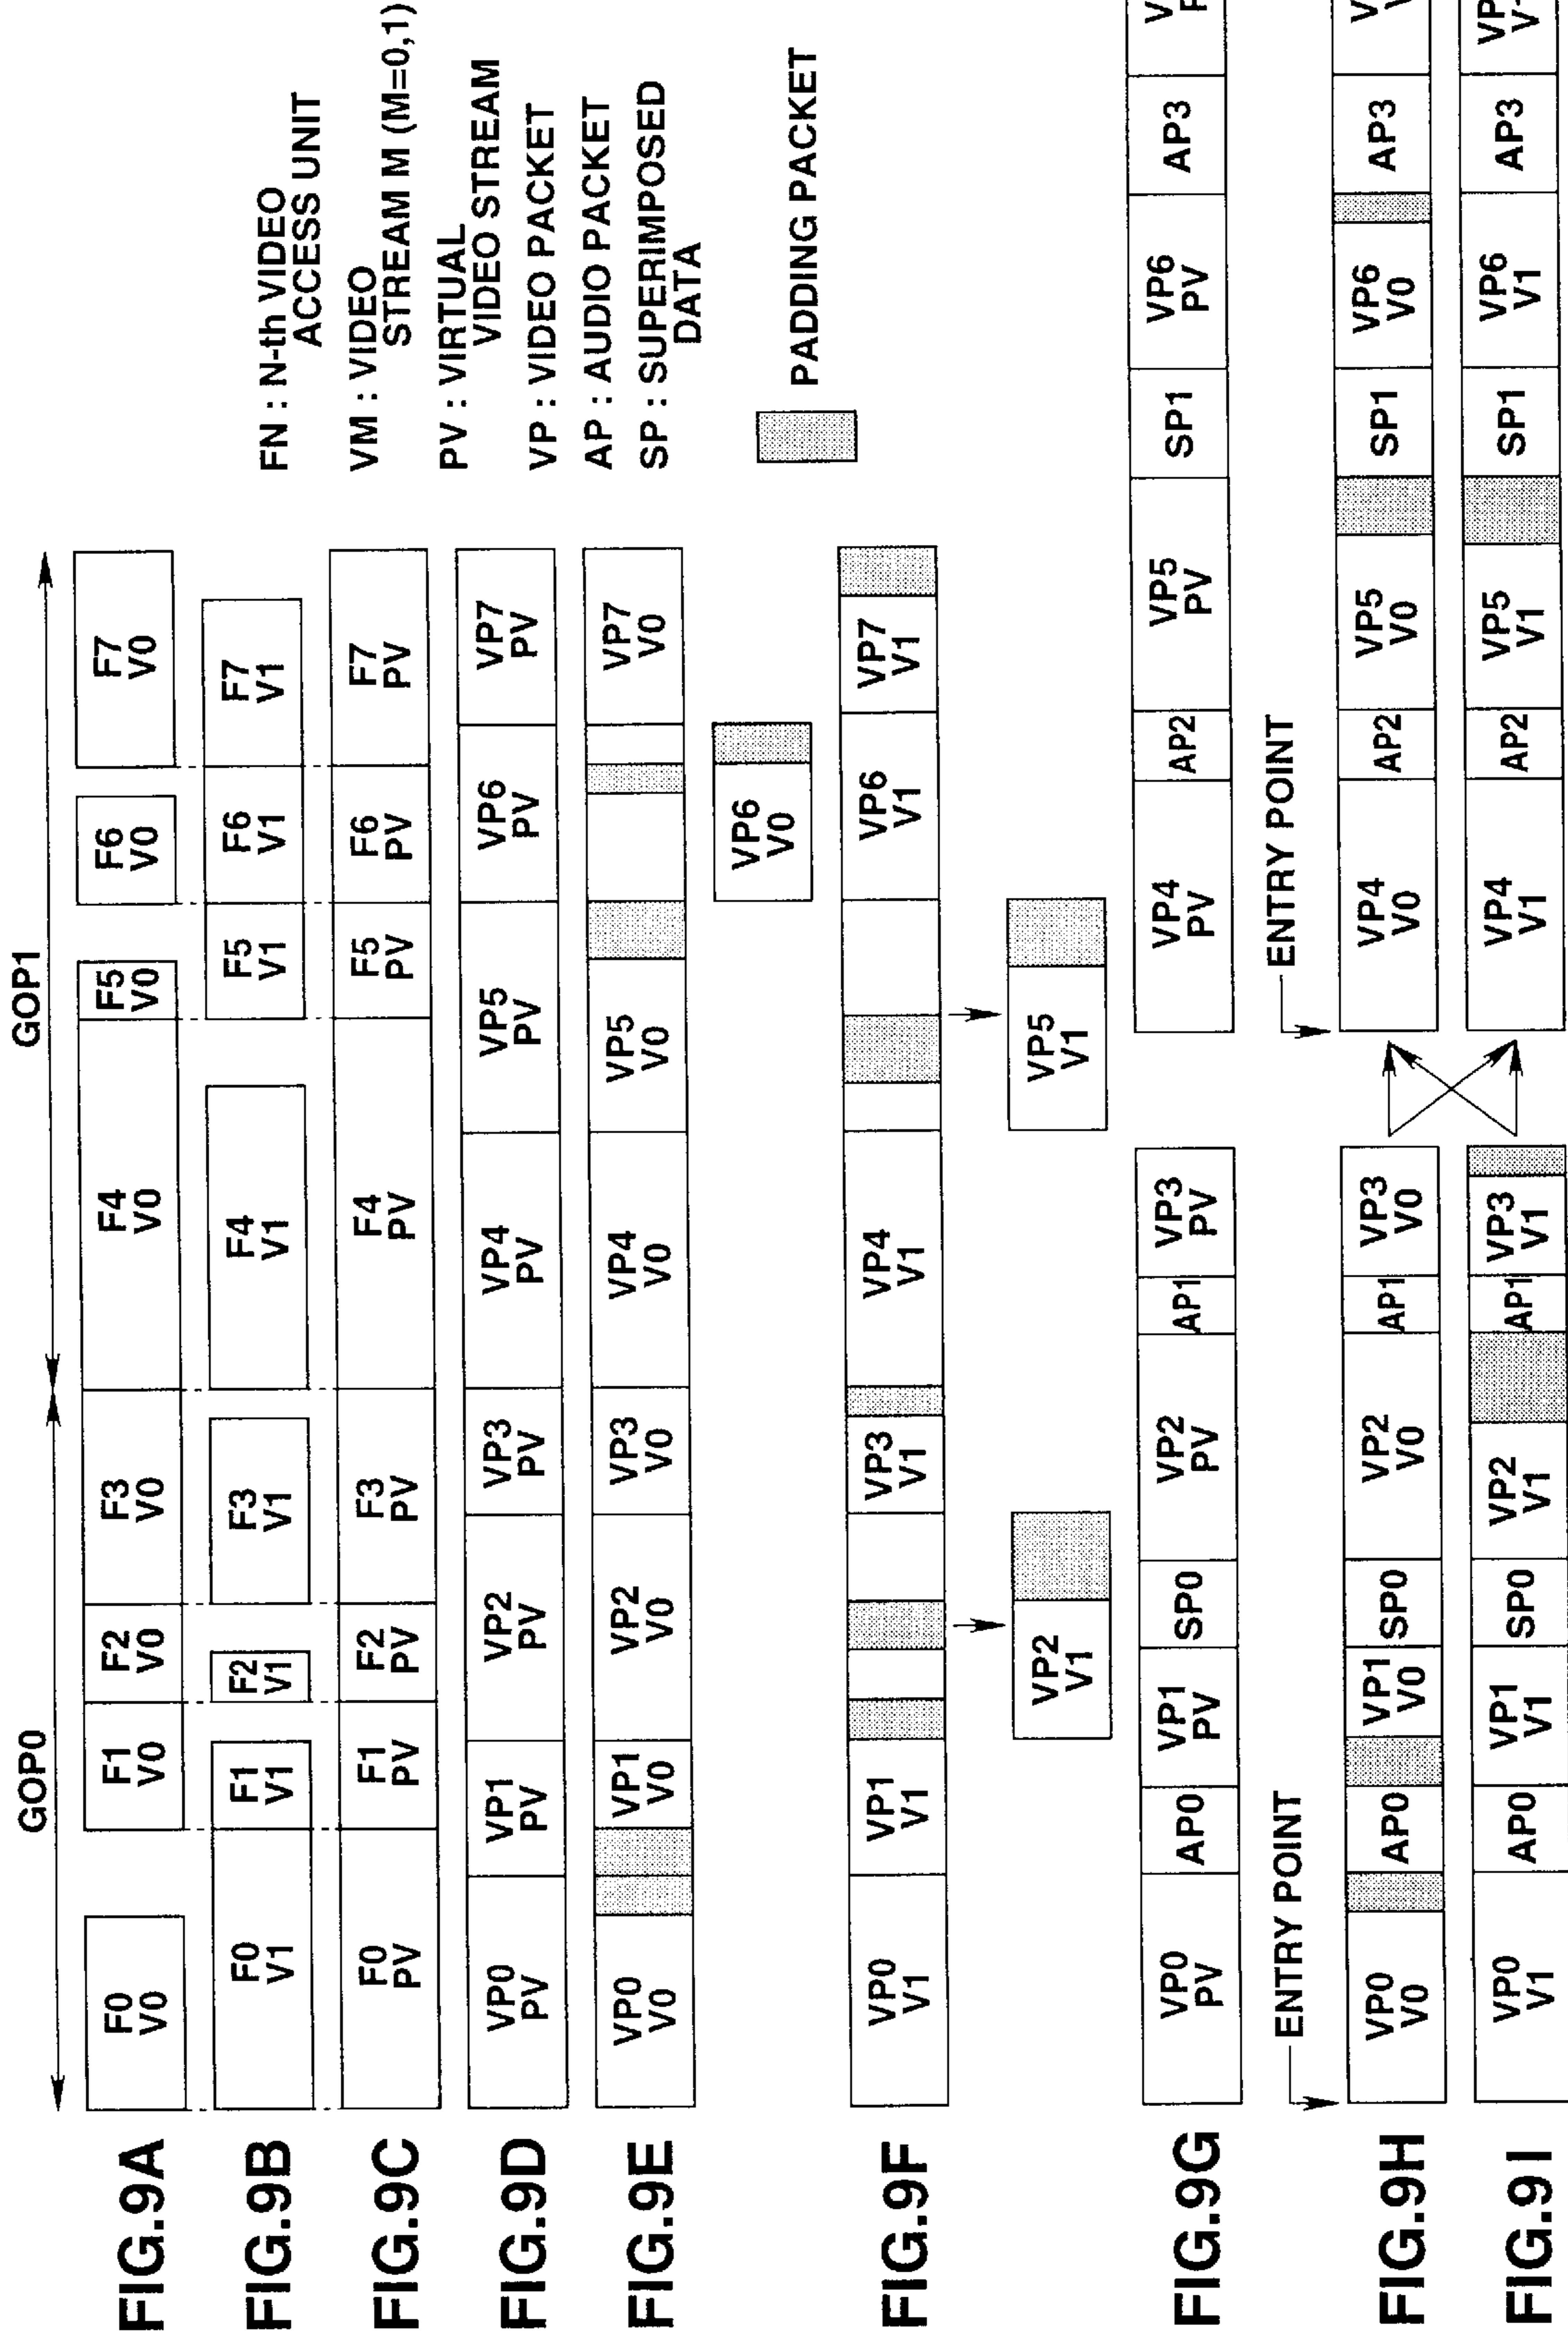 GOP0
GOP1
FIG.9A
F0 V0
F1 V0
F2 V0
F3 V0
F4 V0
F5 V0
F6 V0
F7 V0
FIG.9B
F0 V1
F1 V1
F2 V1
F3 V1
F4 V1
F5 V1
F6 V1
F7 V1
FIG.9C
F0 PV
F1 PV
F2 PV
F3 PV
F4 PV
F5 PV
F6 PV
F7 PV
FIG.9D
VP0 PV
VP1 PV
VP2 PV
VP3 PV
VP4 PV
VP5 PV
VP6 PV
VP7 PV
FIG.9E
VP0 V0
VP1 V0
VP2 V0
VP3 V0
VP4 V0
VP5 V0
VP7 V0
VP6 V0
FIG.9F
VP0 V1
VP1 V1
VP3 V1
VP4 V1
VP6 V1
VP7 V1
VP2 V1
VP5 V1
FN : N-th VIDEO
ACCESS UNIT
VM : VIDEO
STREAM M (M=0,1)
PV : VIRTUAL
VIDEO STREAM
VP : VIDEO PACKET
AP : AUDIO PACKET
SP : SUPERIMPOSED
DATA
PADDING PACKET
FIG.9G
VP0 PV
AP0
VP1 PV
SP0
VP2 PV
AP1
VP3 PV
VP4 PV
AP2
VP5 PV
SP1
VP6 PV
AP3
ENTRY POINT
ENTRY POINT
FIG.9H
VP0 V0
AP0
VP1 V0
SP0
VP2 V0
AP1
VP3 V0
VP4 V0
AP2
VP5 V0
SP1
VP6 V0
AP3
FIG.9I
VP0 V1
AP0
VP1 V1
SP0
VP2 V1
AP1
VP3 V1
VP4 V1
AP2
VP5 V1
SP1
VP6 V1
AP3